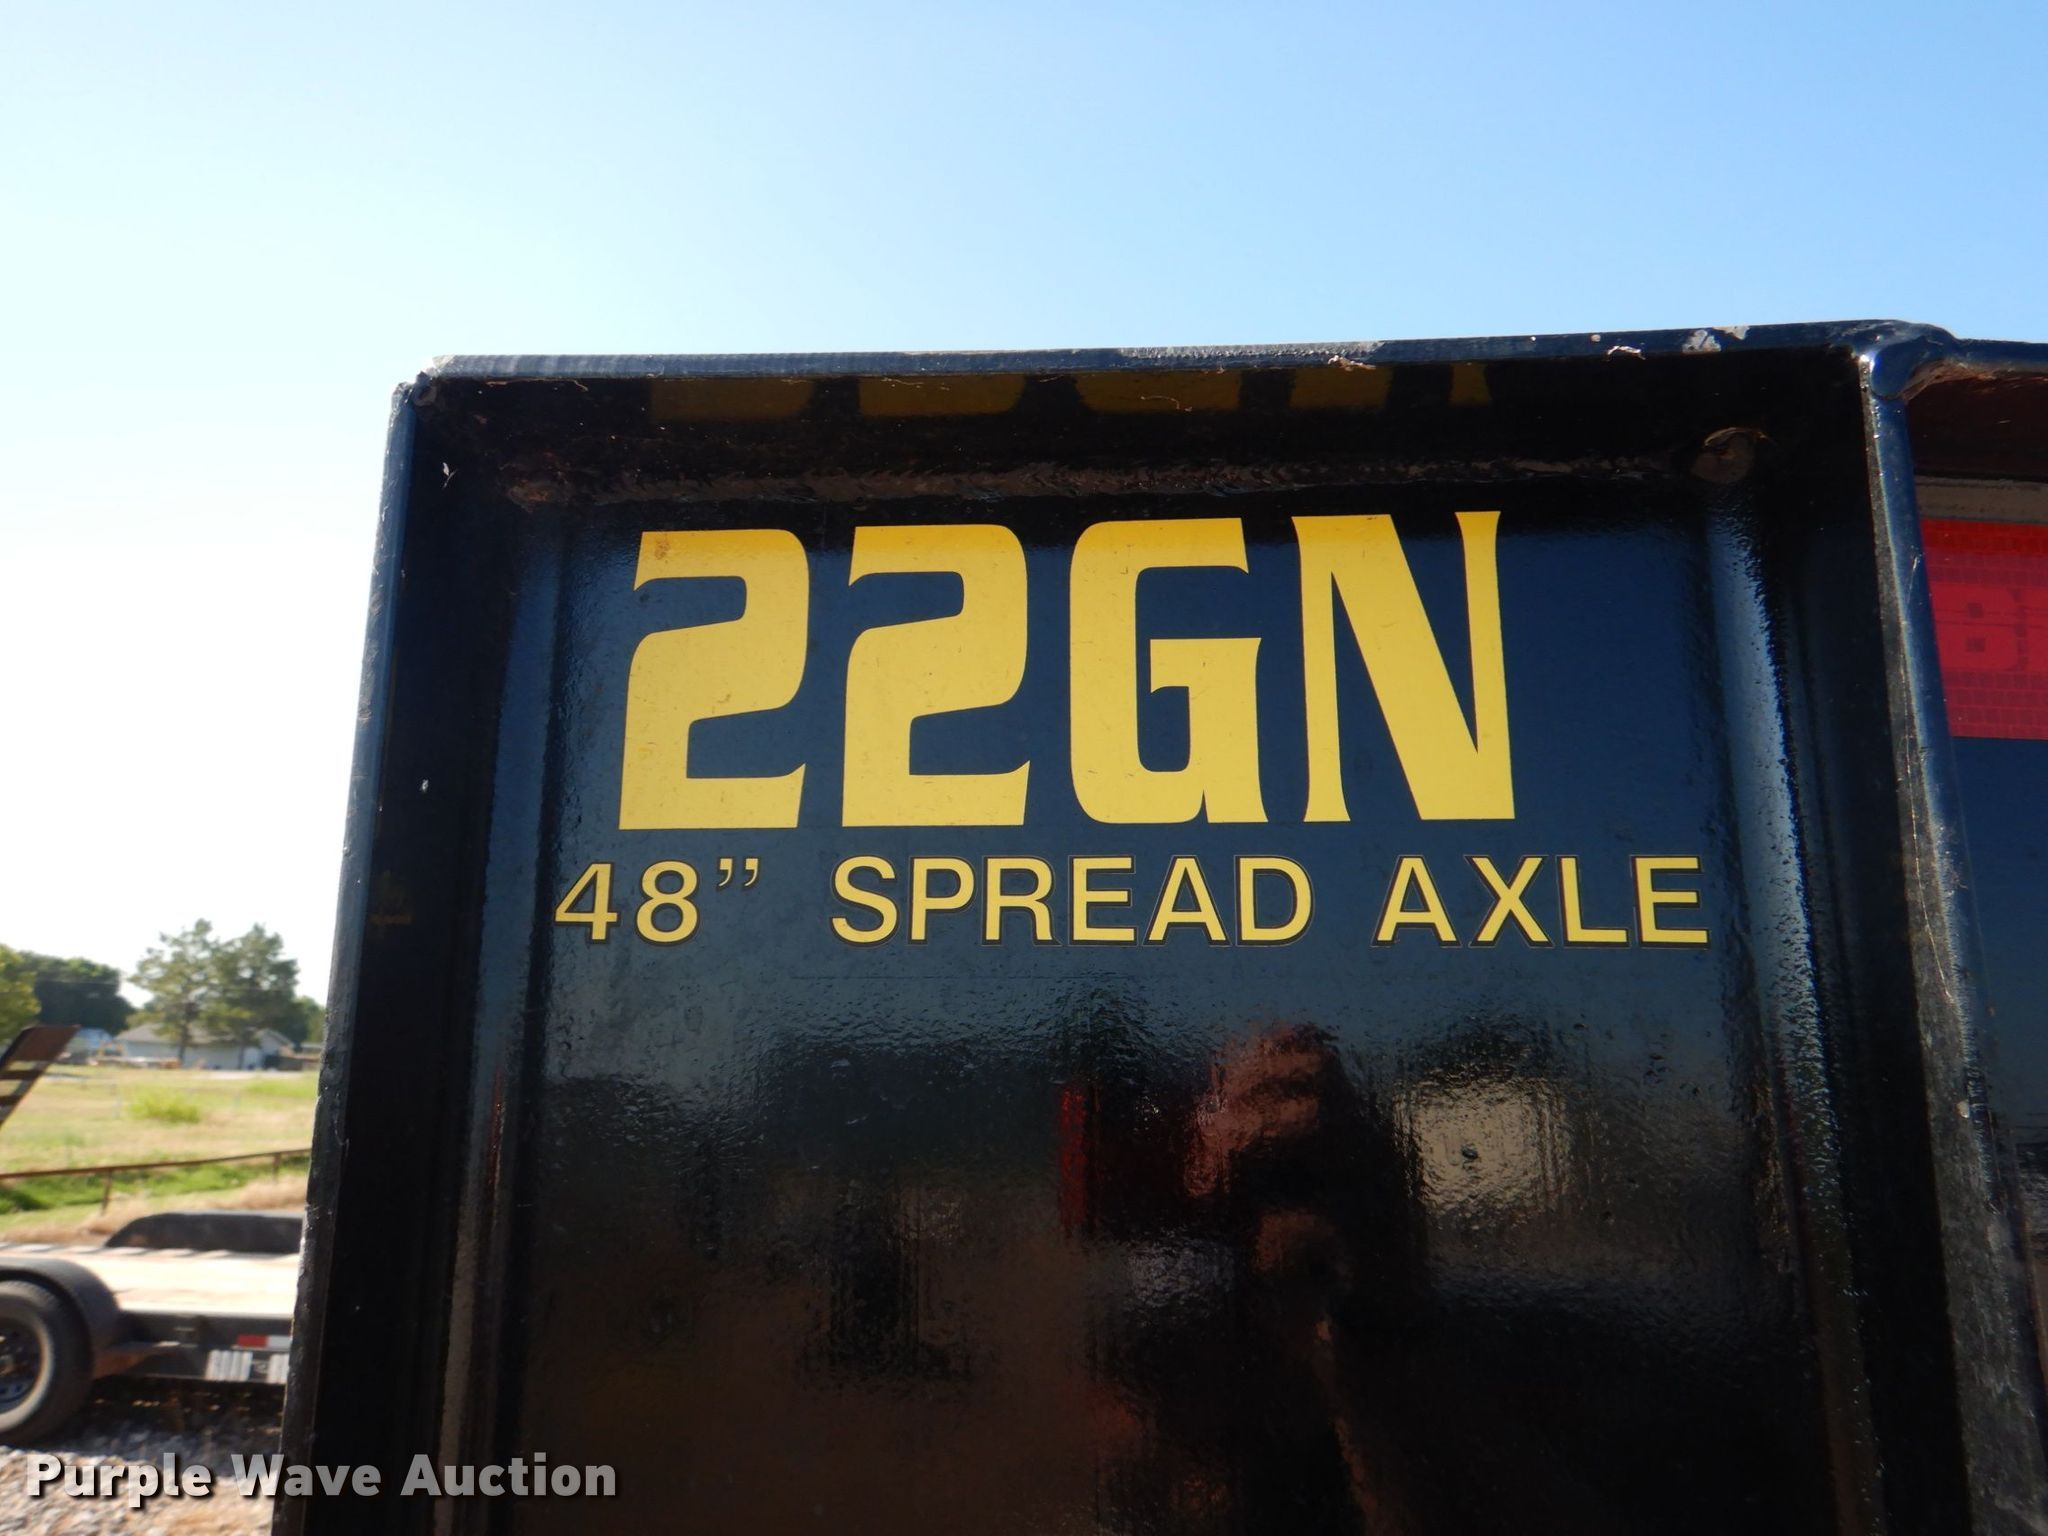 22GN
48” SPREAD AXLE
Purple Wave Auction